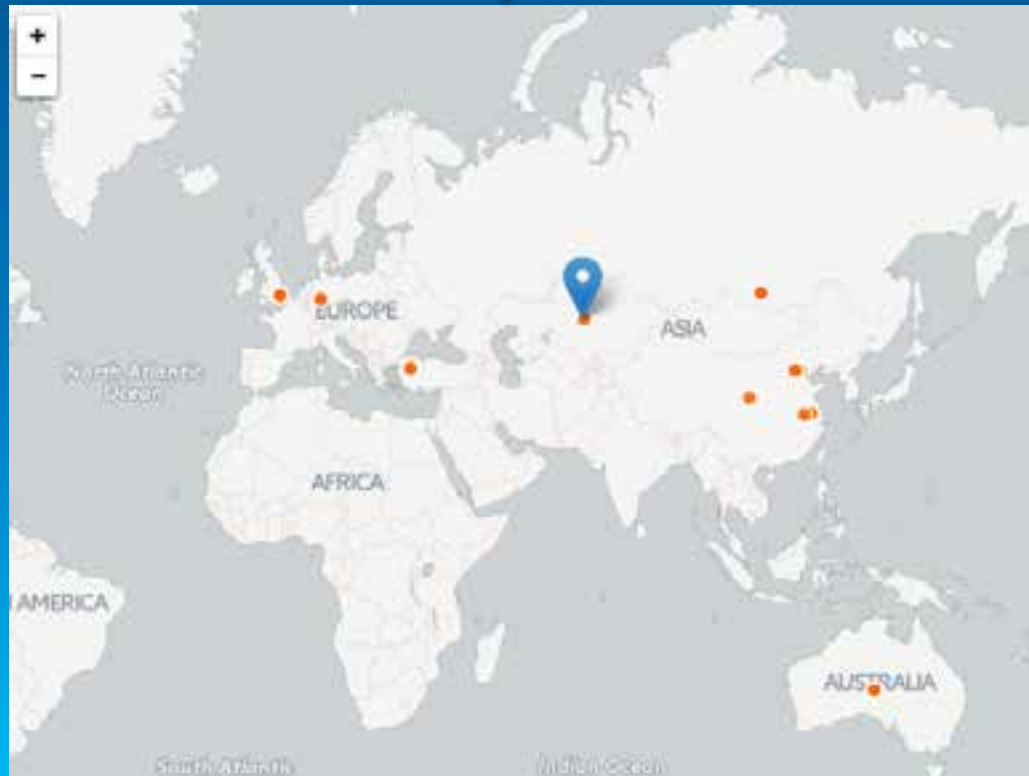 +
−
EUROPE
ASIA
North Atlantic
Ocean
AFRICA
AMERICA
AUSTRALIA
South Atlantic
Indian Ocean